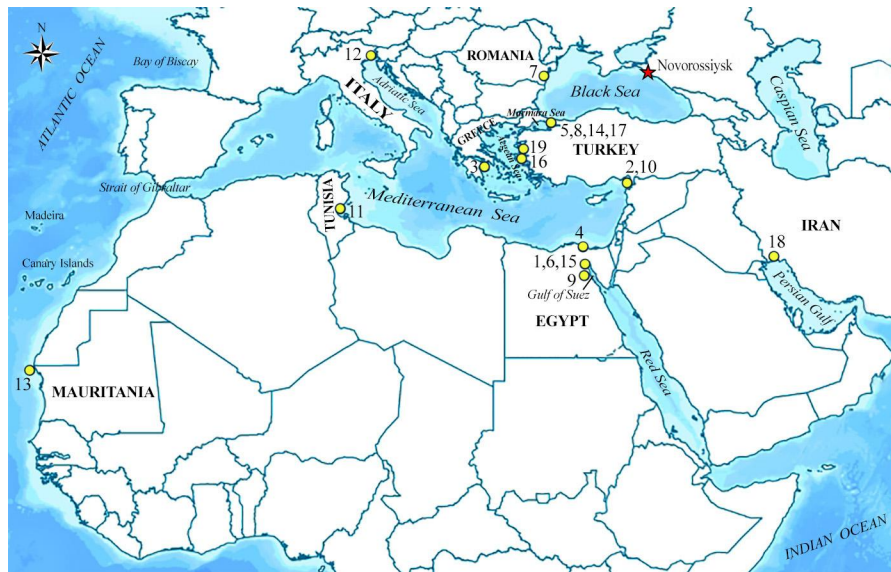 N
ATLANTIC OCEAN
Bay of Biscay
12
ITALY
Adriatic Sea
ROMANIA
7
Novorossiysk
Black Sea
Caspian Sea
Marmara Sea
5,8,14,17
GREECE
Aegean Sea
19
16
TURKEY
3
2,10
Strait of Gibraltar
Mediterranean Sea
Madeira
TUNISIA
11
IRAN
Canary Islands
4
18
1,6,15
9
Gulf of Suez
Persian Gulf
EGYPT
Red Sea
13
MAURITANIA
INDIAN OCEAN